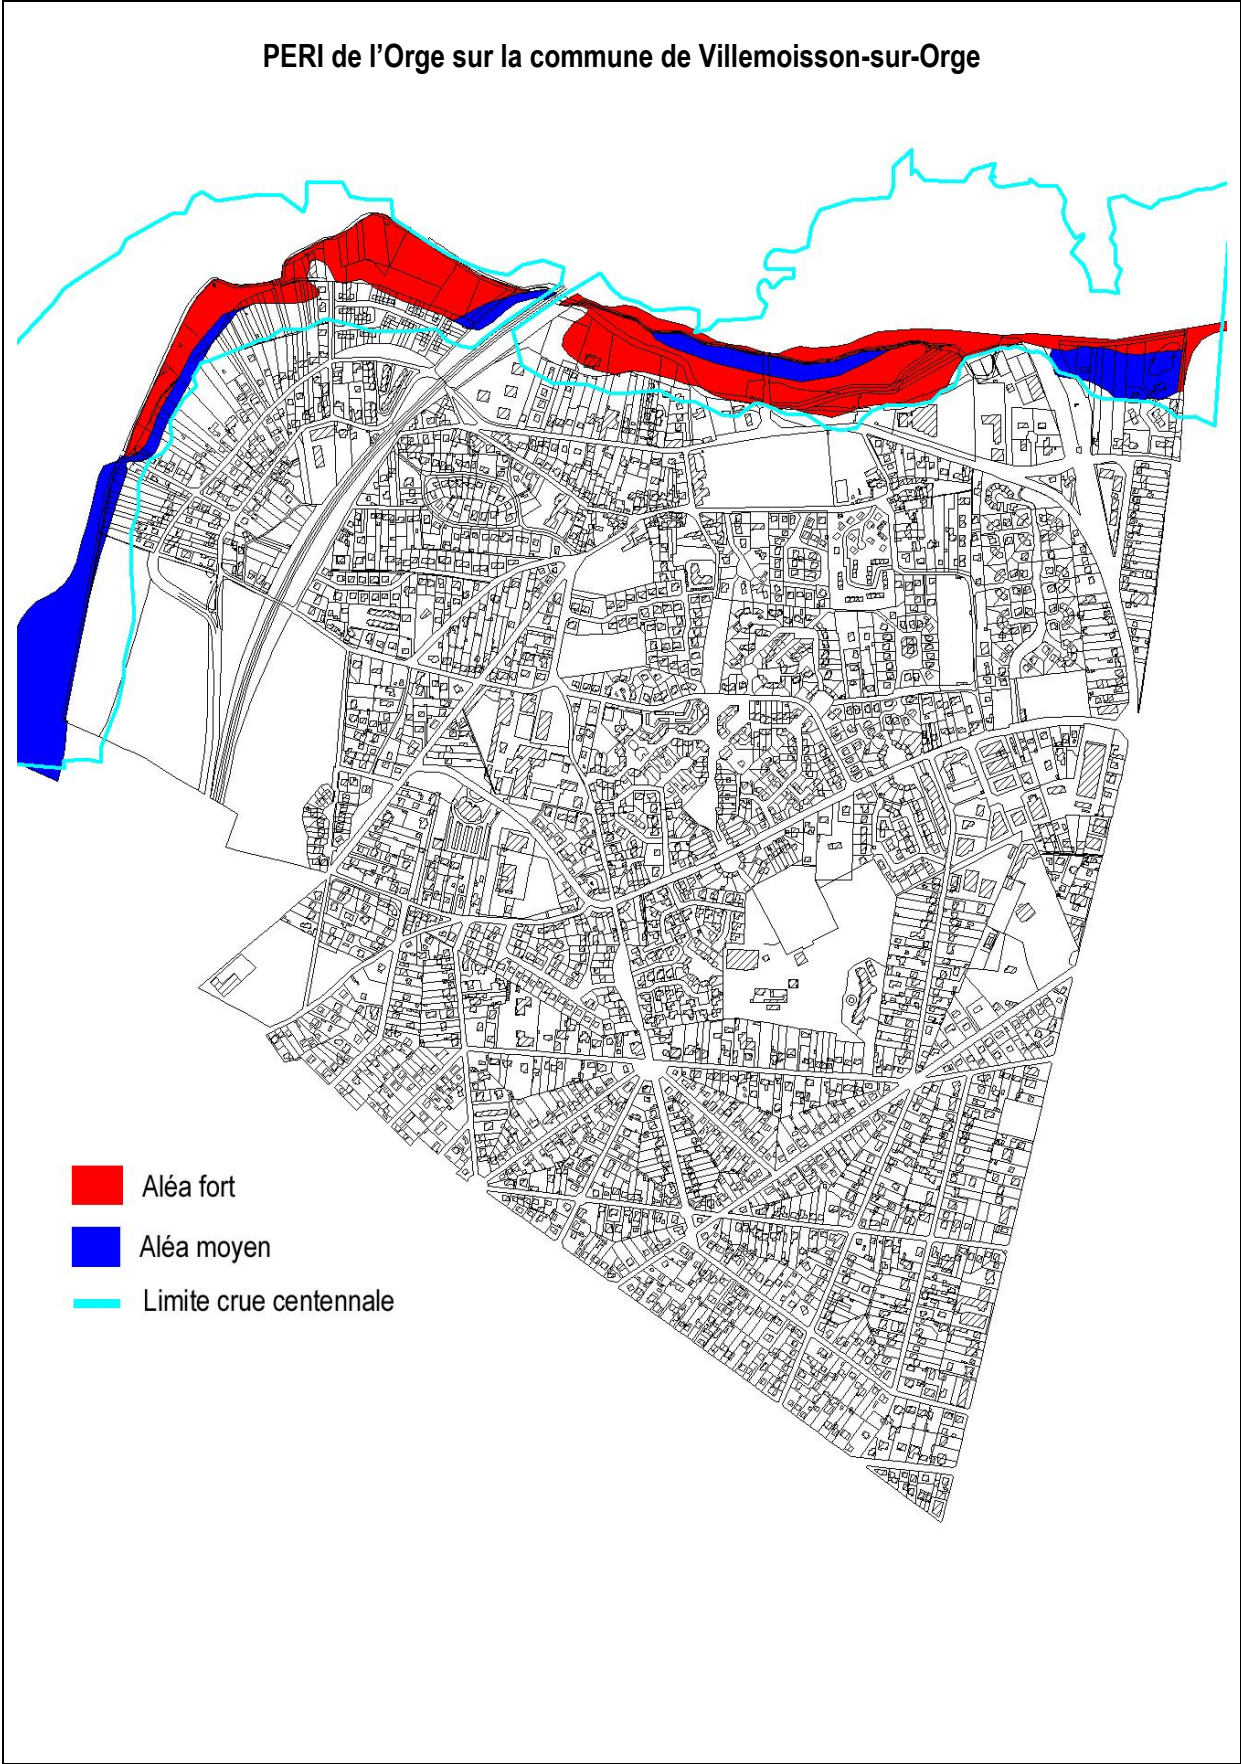 PERI de l'Orge sur la commune de Villemoisson-sur-Orge
Aléa fort
Aléa moyen
Limite crue centennale